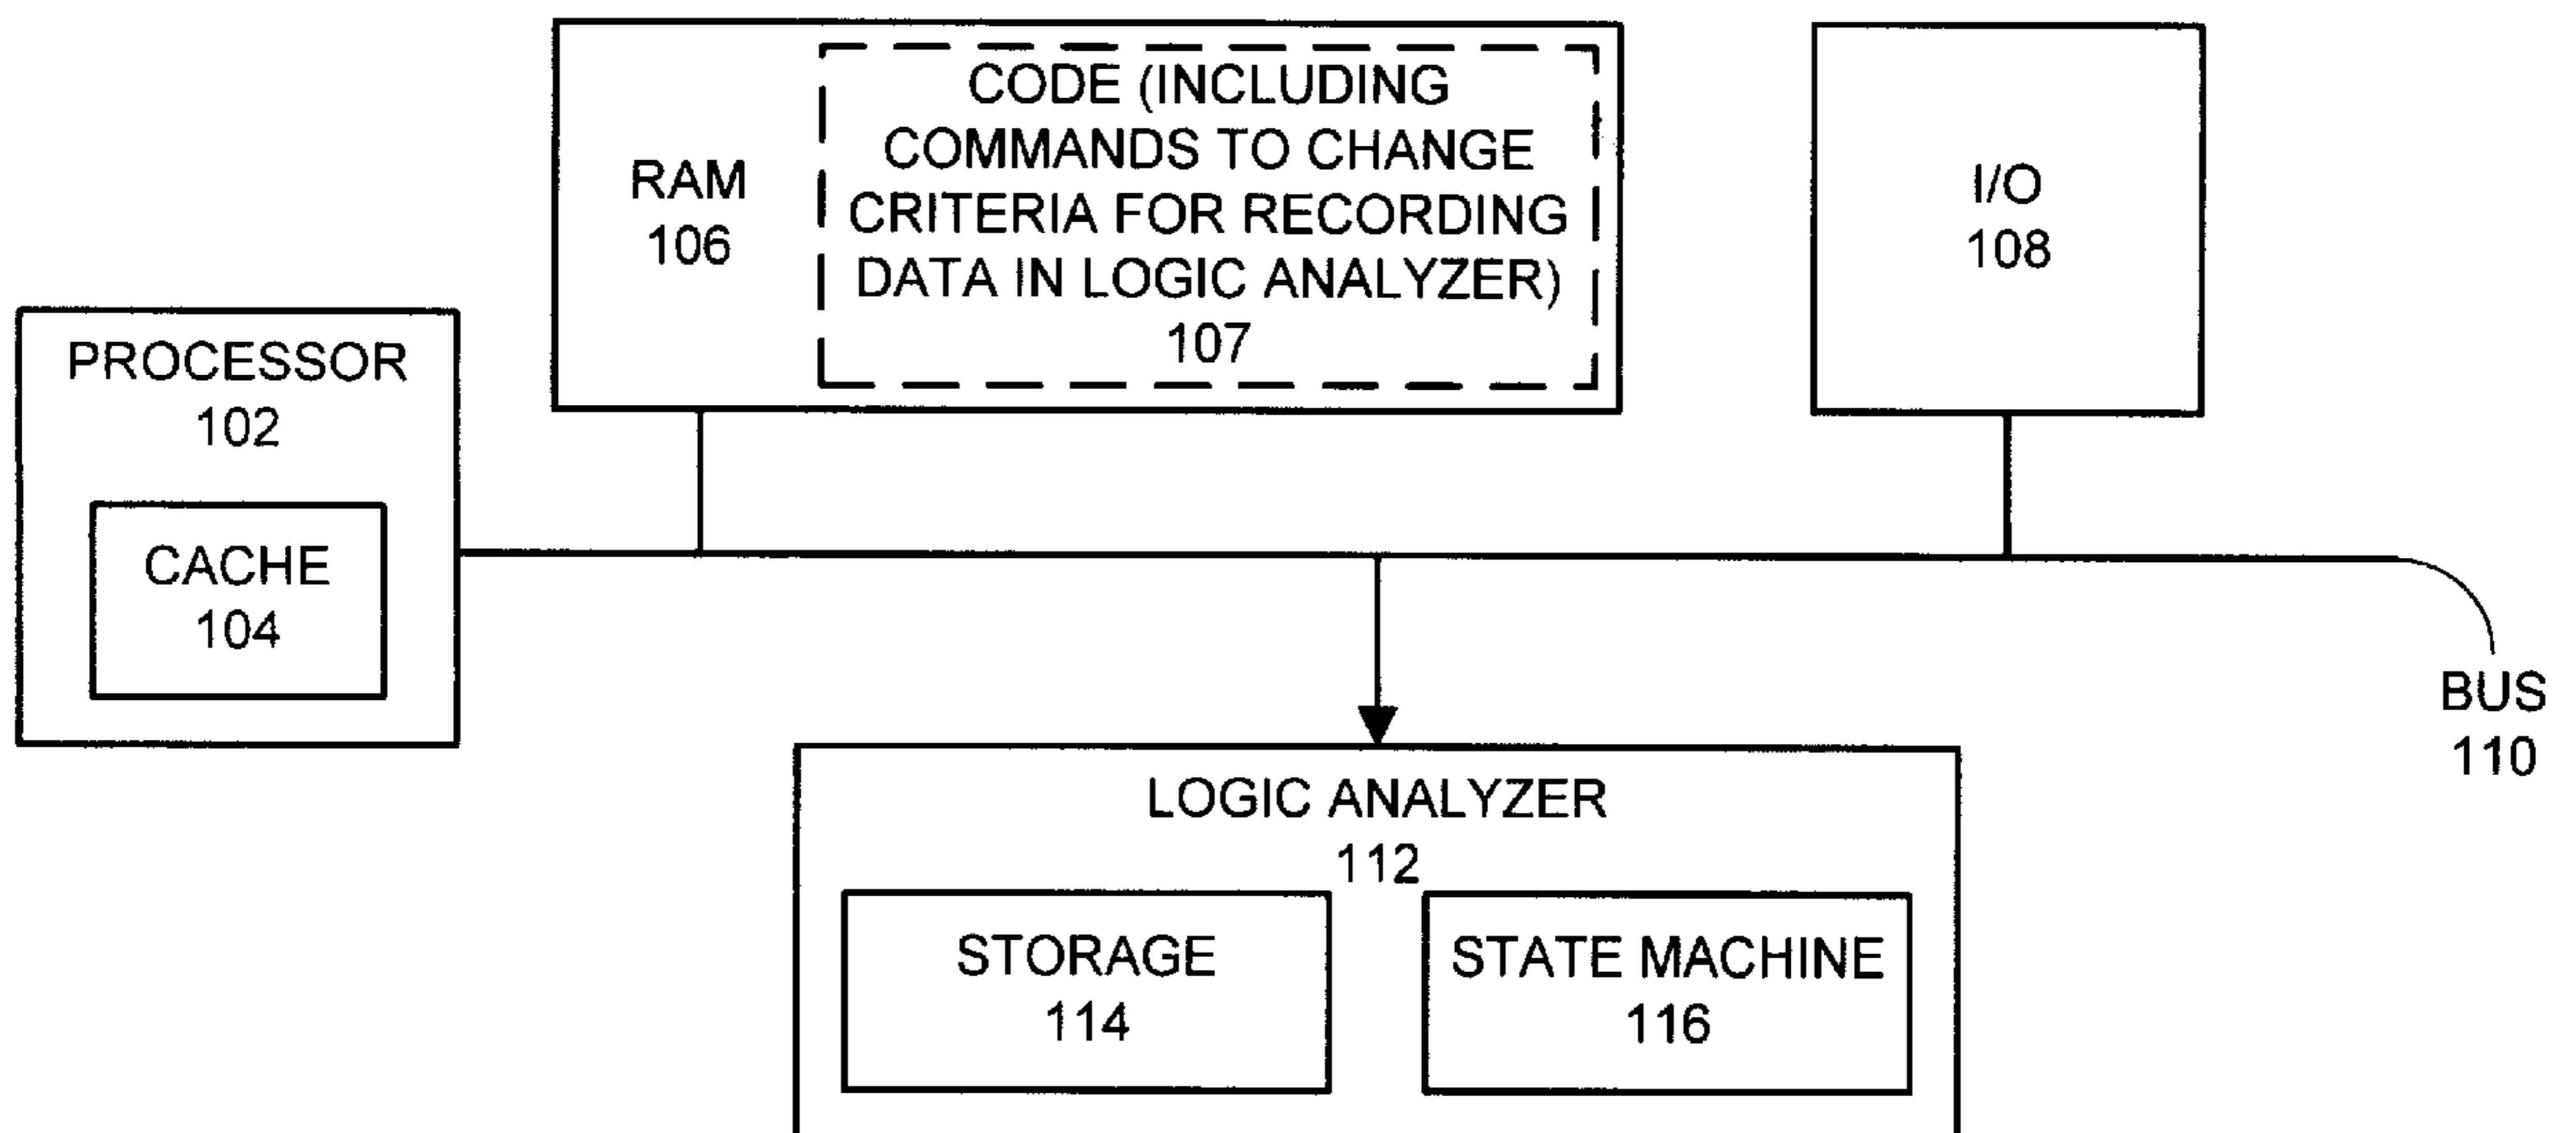 RAM
106
CODE (INCLUDING
COMMANDS TO CHANGE
CRITERIA FOR RECORDING
DATA IN LOGIC ANALYZER)
107
I/O
108
PROCESSOR
102
CACHE
104
BUS
110
LOGIC ANALYZER
112
STORAGE
114
STATE MACHINE
116